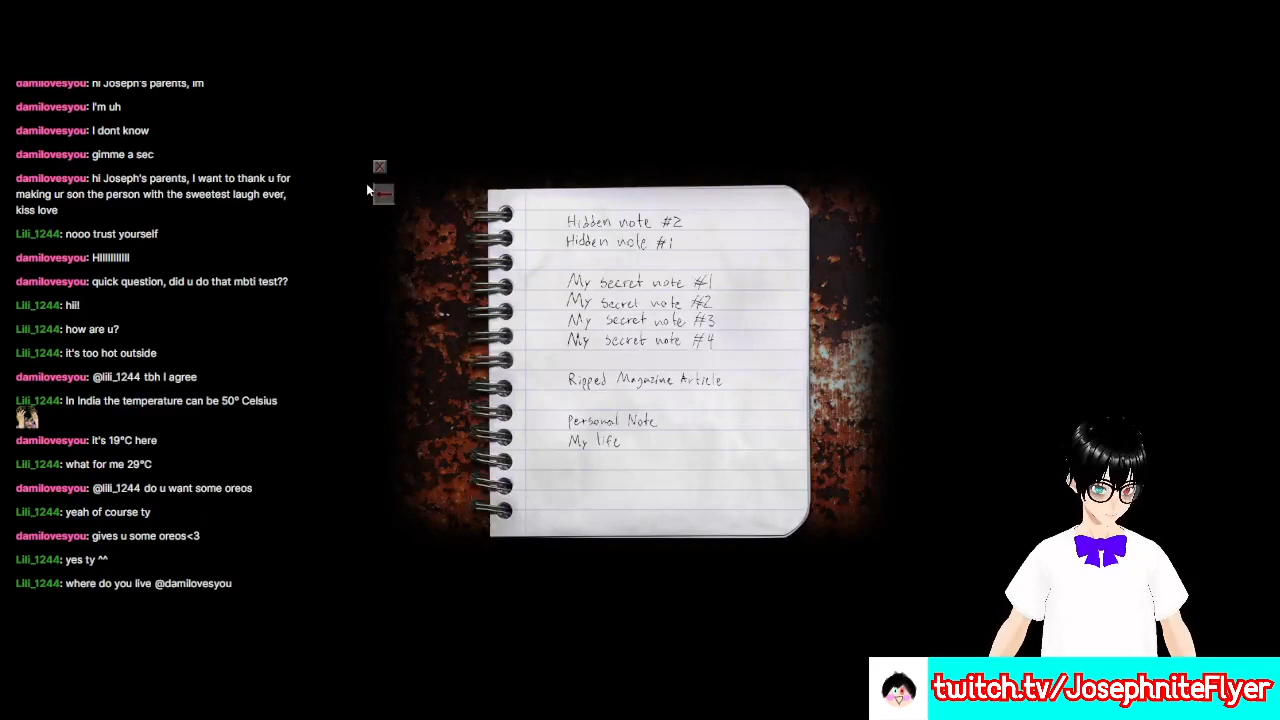 damilovesyou: hi Joseph's parents, im
damilovesyou: I'm uh
damilovesyou: I dont know
damilovesyou: gimme a sec
damilovesyou: hi Joseph's parents, I want to thank u for
making ur son the person with the sweetest laugh ever,
kiss love
Lili_1244: nooo trust yourself
damilovesyou: HIIIIIIIIIII
damilovesyou: quick question, did u do that mbti test??
Lili_1244: hii!
Lili_1244: how are u?
Lili_1244: it's too hot outside
damilovesyou: @lili_1244 tbh I agree
Lili_1244: In India the temperature can be 50° Celsius
damilovesyou: it's 19°C here
Lili_1244: what for me 29°C
damilovesyou: @lili_1244 do u want some oreos
Lili_1244: yeah of course ty
damilovesyou: gives u some oreos<3
Lili_1244: yes ty ^^
Lili_1244: where do you live @damilovesyou
Hidden note #2
Hidden note #1
My secret note #1
My secret note #2
My secret note #3
My secret note #4
Ripped Magazine Article
Personal Note
My life
twitch.tv/JosephniteFlyer